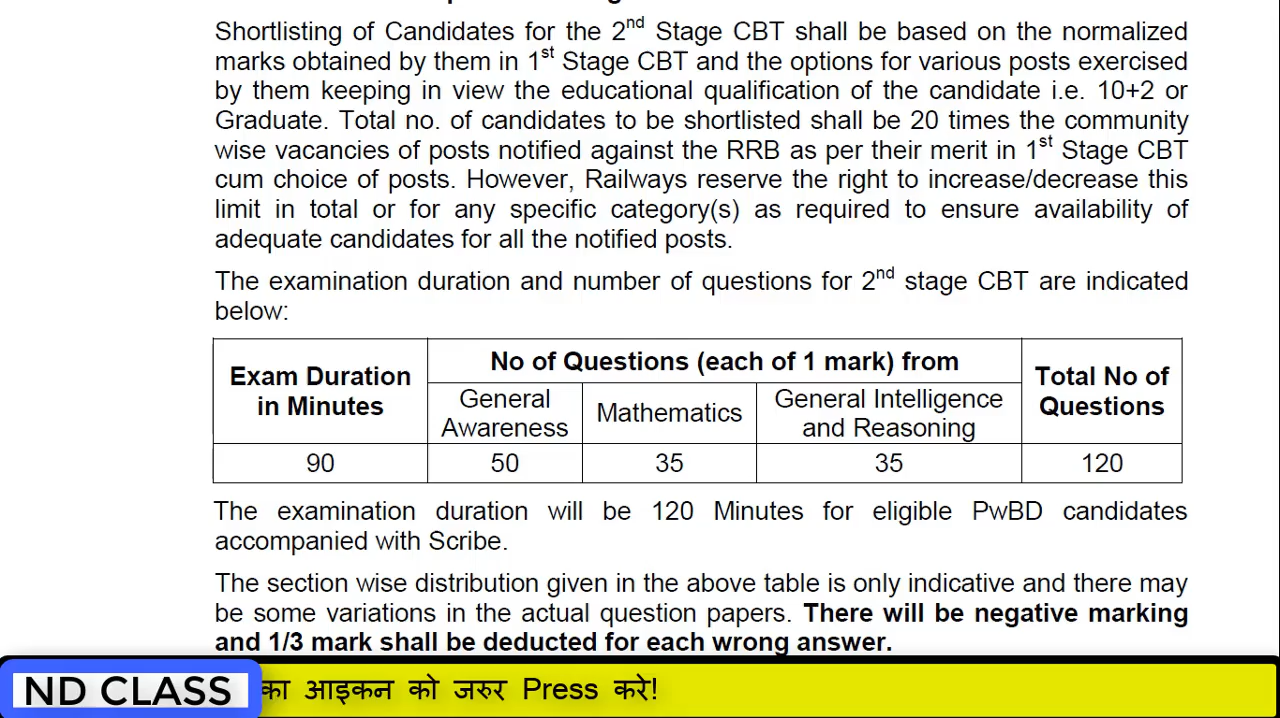 Shortlisting of Candidates for the 2nd Stage CBT shall be based on the normalized
marks obtained by them in 1st Stage CBT and the options for various posts exercised
by them keeping in view the educational qualification of the candidate i.e. 10+2 or
Graduate. Total no. of candidates to be shortlisted shall be 20 times the community
wise vacancies of posts notified against the RRB as per their merit in 1st Stage CBT
cum choice of posts. However, Railways reserve the right to increase/decrease this
limit in total or for any specific category(s) as required to ensure availability of
adequate candidates for all the notified posts.
The examination duration and number of questions for 2nd stage CBT are indicated
below:
Exam Duration
in Minutes
No of Questions (each of 1 mark) from
Total No of
Questions
General
Awareness
Mathematics
General Intelligence
and Reasoning
90 50 35 35 120
The examination duration will be 120 Minutes for eligible PwBD candidates
accompanied with Scribe.
The section wise distribution given in the above table is only indicative and there may
be some variations in the actual question papers. There will be negative marking
and 1/3 mark shall be deducted for each wrong answer.
ND CLASS का आइकन को जरुर Press करे!